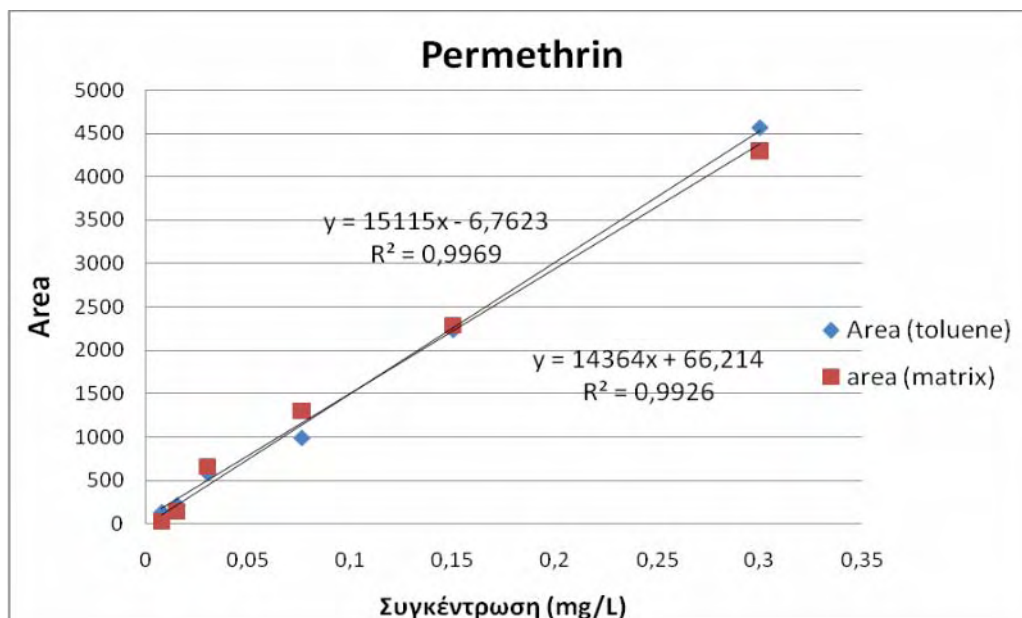 Permethrin
5000
4500
4000
3500
3000
2500
2000
1500
1000
500
0
Area
y = 15115x - 6,7623
R² = 0,9969
y = 14364x + 66,214
R² = 0,9926
Area (toluene)
area (matrix)
0 0,05 0,1 0,15 0,2 0,25 0,3 0,35
Συγκέντρωση (mg/L)